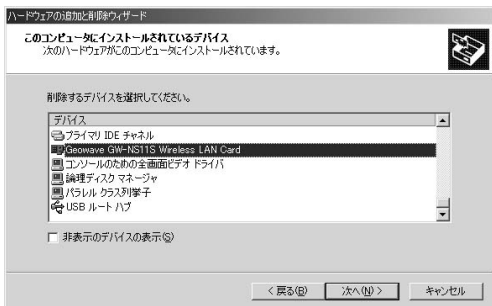 ハードウェアの追加と削除ウィザード
このコンピュータにインストールされているデバイス
次のハードウェアがこのコンピュータにインストールされています。
削除するデバイスを選択してください。
デバイス
プライマリ IDE チャネル
Geowave GW-NS11S Wireless LAN Card
コンソールのための全画面ビデオ ドライバ
論理ディスク マネージャ
パラレル クラス列挙子
USB ルート ハブ
非表示のデバイスの表示(S)
< 戻る(B) 次へ(N) > キャンセル